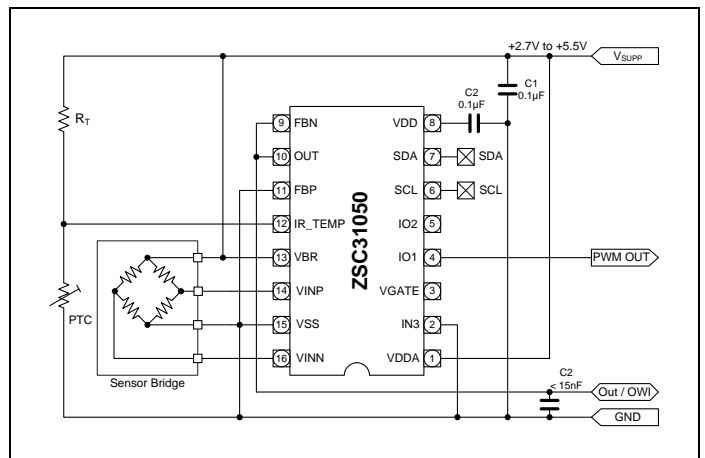 +2.7V to +5.5V
VSUPP
C1
0.1µF
C2
0.1µF
RT
9 FBN
VDD 8
10 OUT
SDA 7
SDA
11 FBP
SCL 6
SCL
12 IR_TEMP
IO2 5
13 VBR
IO1 4
PWM OUT
14 VINP
VGATE 3
15 VSS
IN3 2
16 VINN
VDDA 1
ZSC31050
PTC
Sensor Bridge
C2
< 15nF
Out / OWI
GND